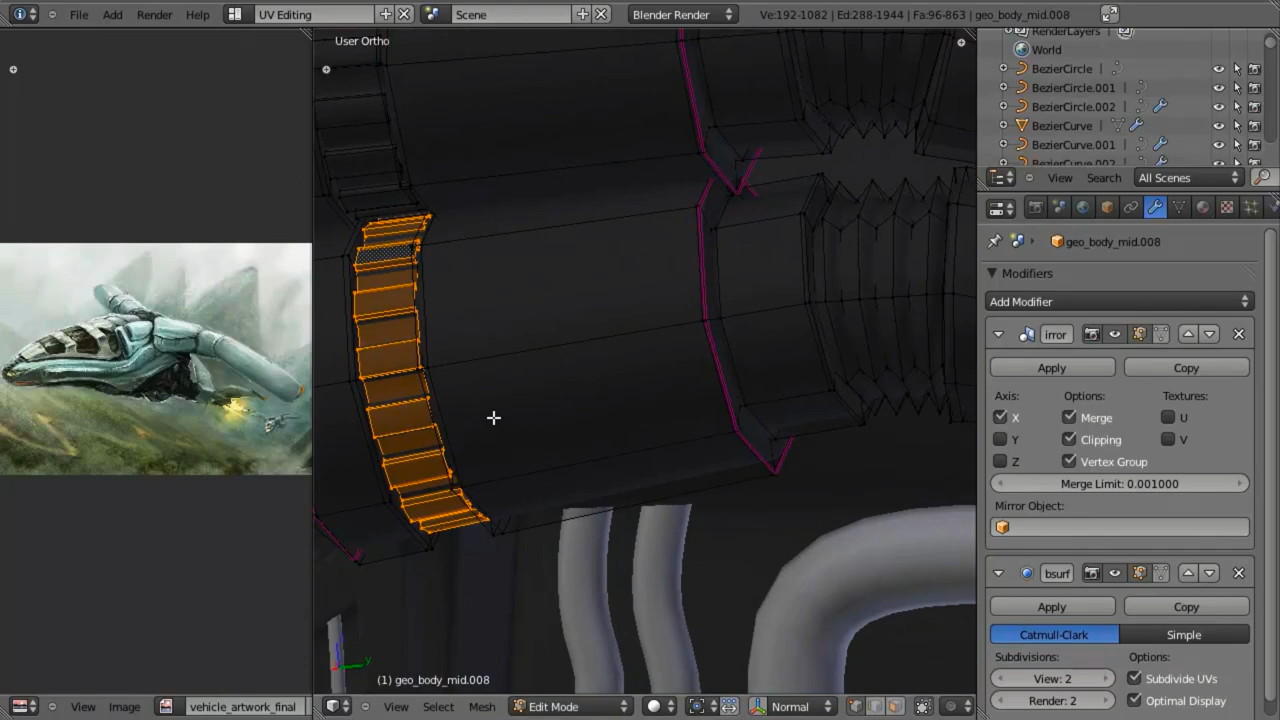 File Add Render Help UV Editing Scene Blender Render Ve:192-1082 | Ed:288-1944 | Fa:96-863 | geo_body_mid.008
User Ortho
RenderLayers
World
BezierCircle
BezierCircle.001
BezierCircle.002
BezierCurve
BezierCurve.001
BezierCurve.002
View Search All Scenes
geo_body_mid.008
Modifiers
Add Modifier
irror
Apply Copy
Axis: Options: Textures:
X Merge U
Y Clipping V
Z Vertex Group
Merge Limit: 0.001000
Mirror Object:
bsurf
Apply Copy
Catmull-Clark Simple
Subdivisions: Options:
View: 2 Subdivide UVs
Render: 2 Optimal Display
y
(1) geo_body_mid.008
View Image vehicle_artwork_final View Select Mesh Edit Mode Normal